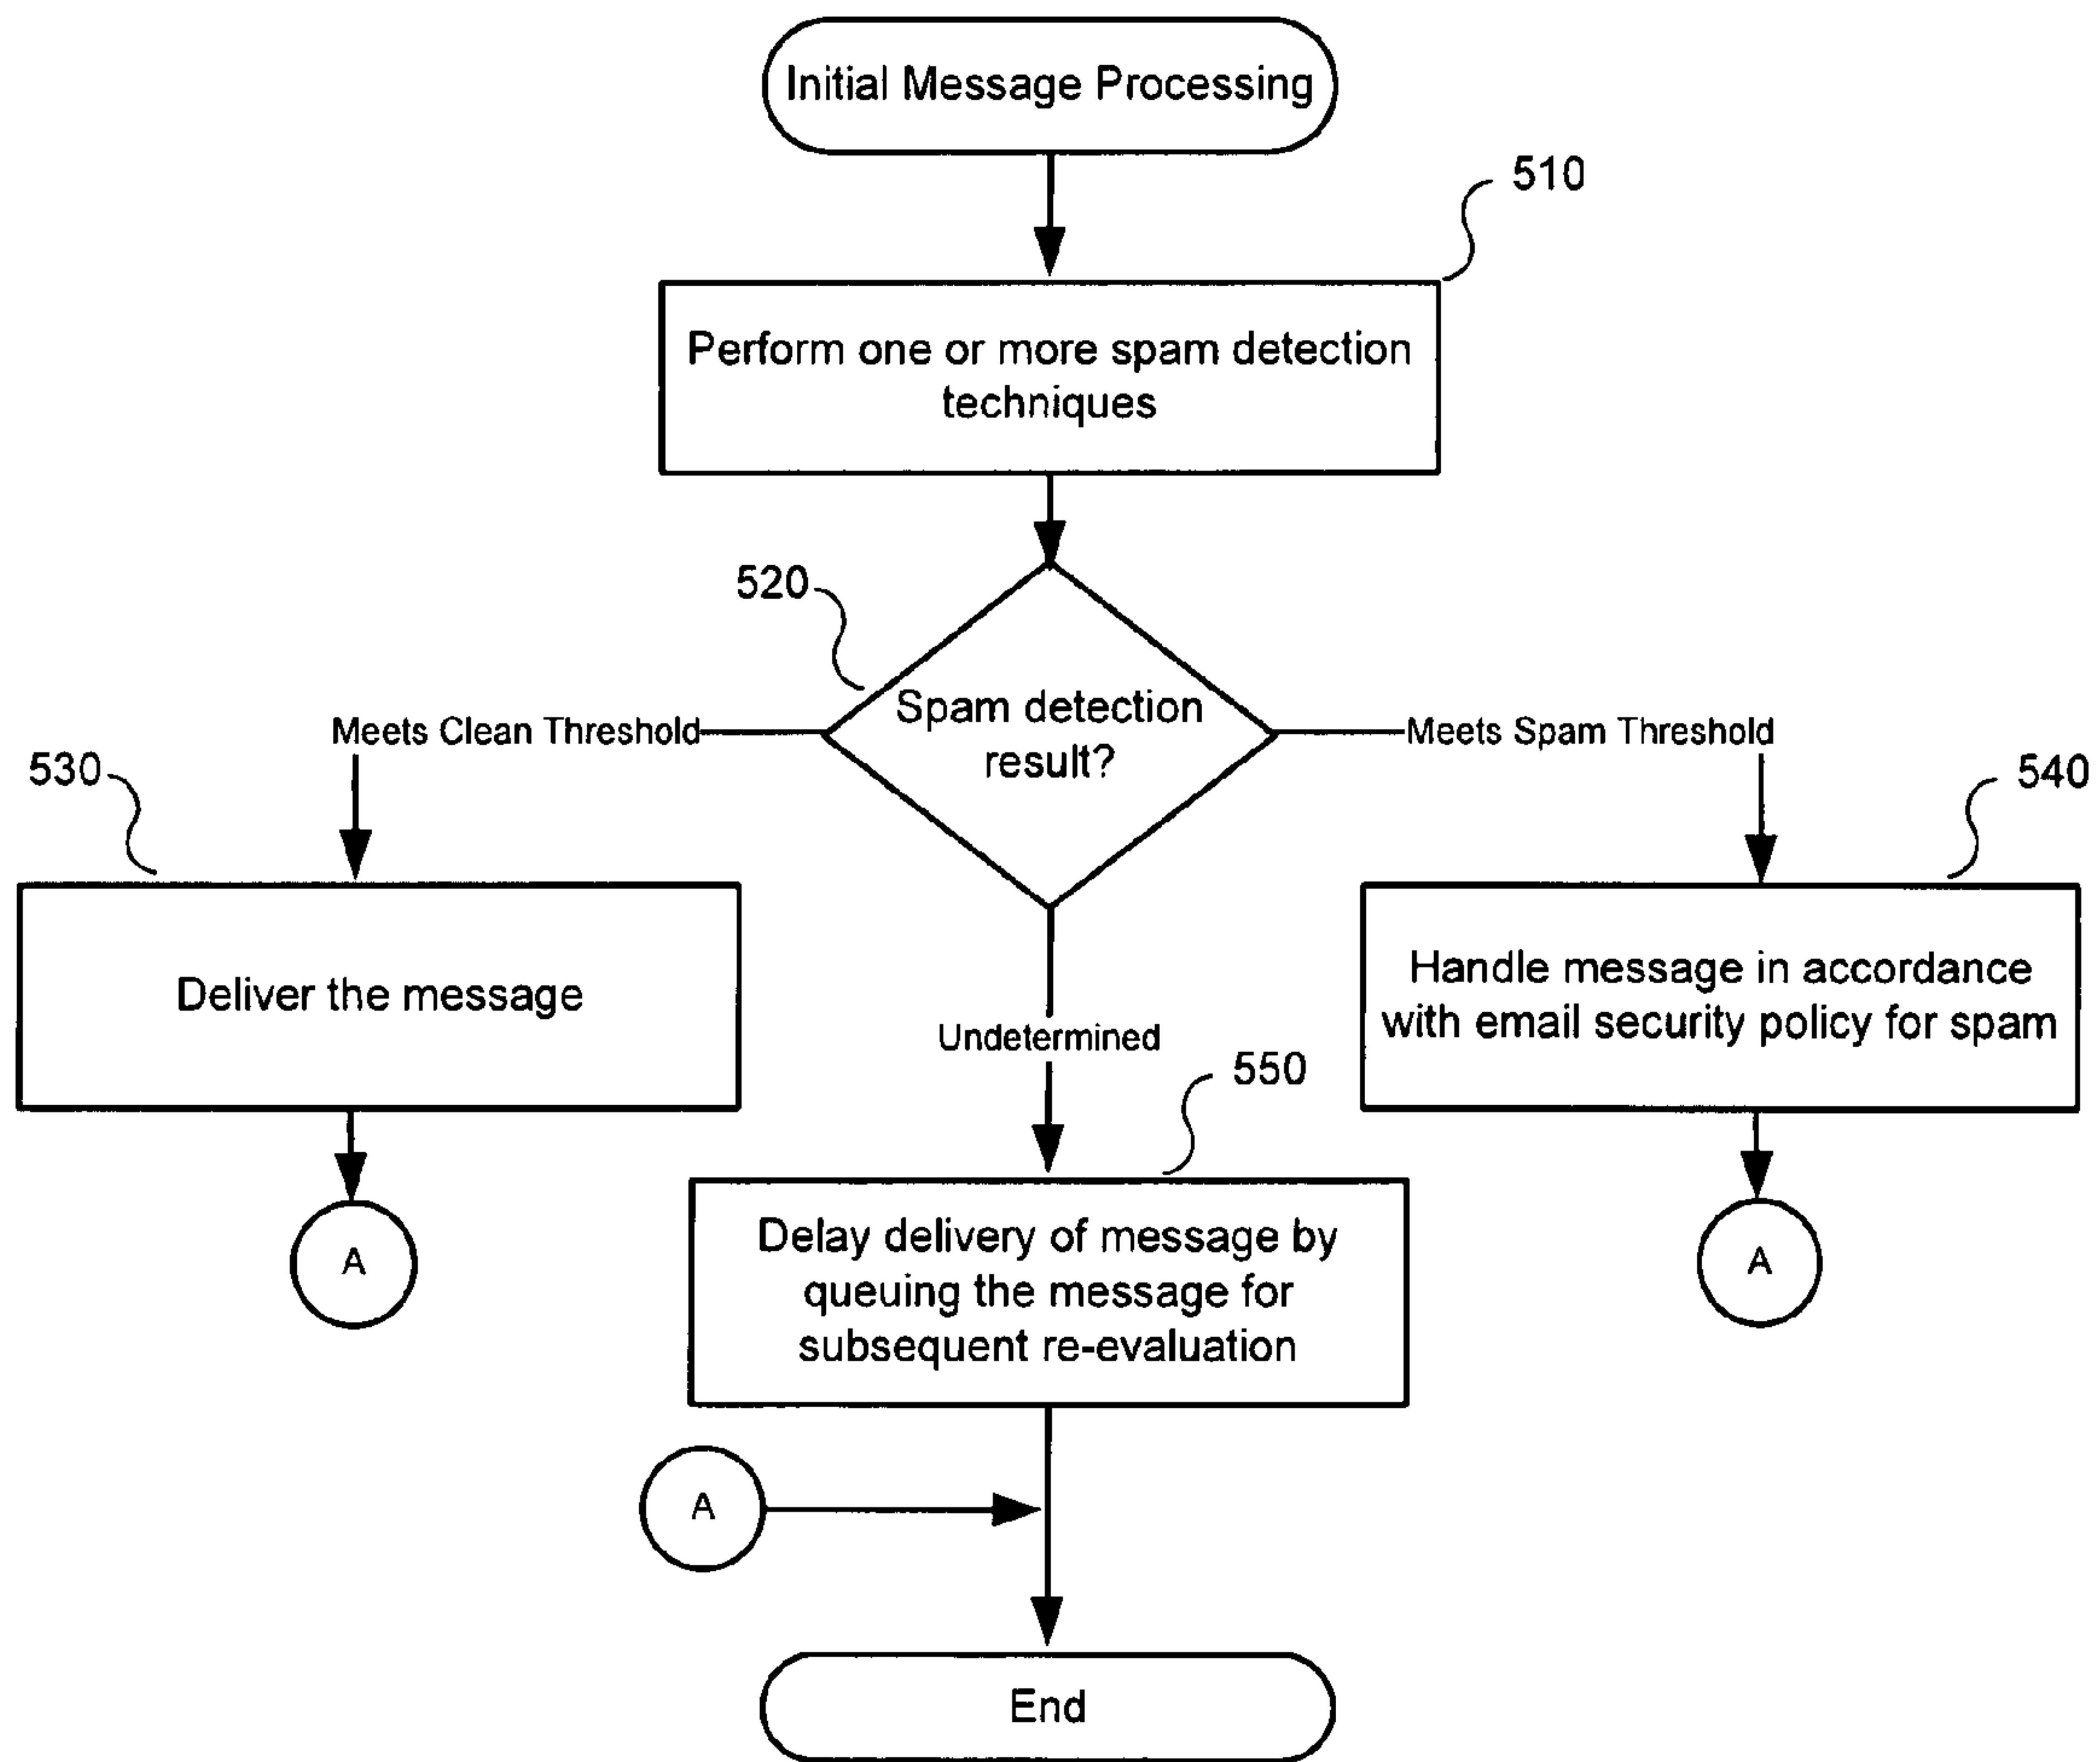 Initial Message Processing
510
Perform one or more spam detection
techniques
520
Spam detection
result?
Meets Clean Threshold
Meets Spam Threshold
530
540
Deliver the message
Handle message in accordance
with email security policy for spam
Undetermined
550
A
A
Delay delivery of message by
queuing the message for
subsequent re-evaluation
A
End